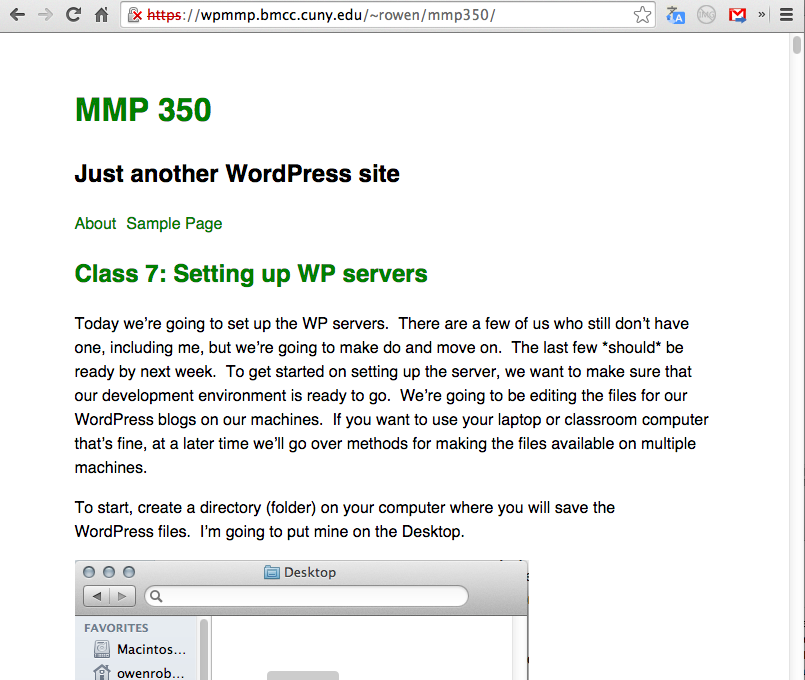 https://wpmmp.bmcc.cuny.edu/~rowen/mmp350/
MMP 350
Just another WordPress site
About Sample Page
Class 7: Setting up WP servers
Today we're going to set up the WP servers.  There are a few of us who still don't have
one, including me, but we're going to make do and move on.  The last few *should* be
ready by next week.  To get started on setting up the server, we want to make sure that
our development environment is ready to go.  We're going to be editing the files for our
WordPress blogs on our machines.  If you want to use your laptop or classroom computer
that's fine, at a later time we'll go over methods for making the files available on multiple
machines.
To start, create a directory (folder) on your computer where you will save the
WordPress files.  I'm going to put mine on the Desktop.
Desktop
FAVORITES
Macintos...
owenrob...